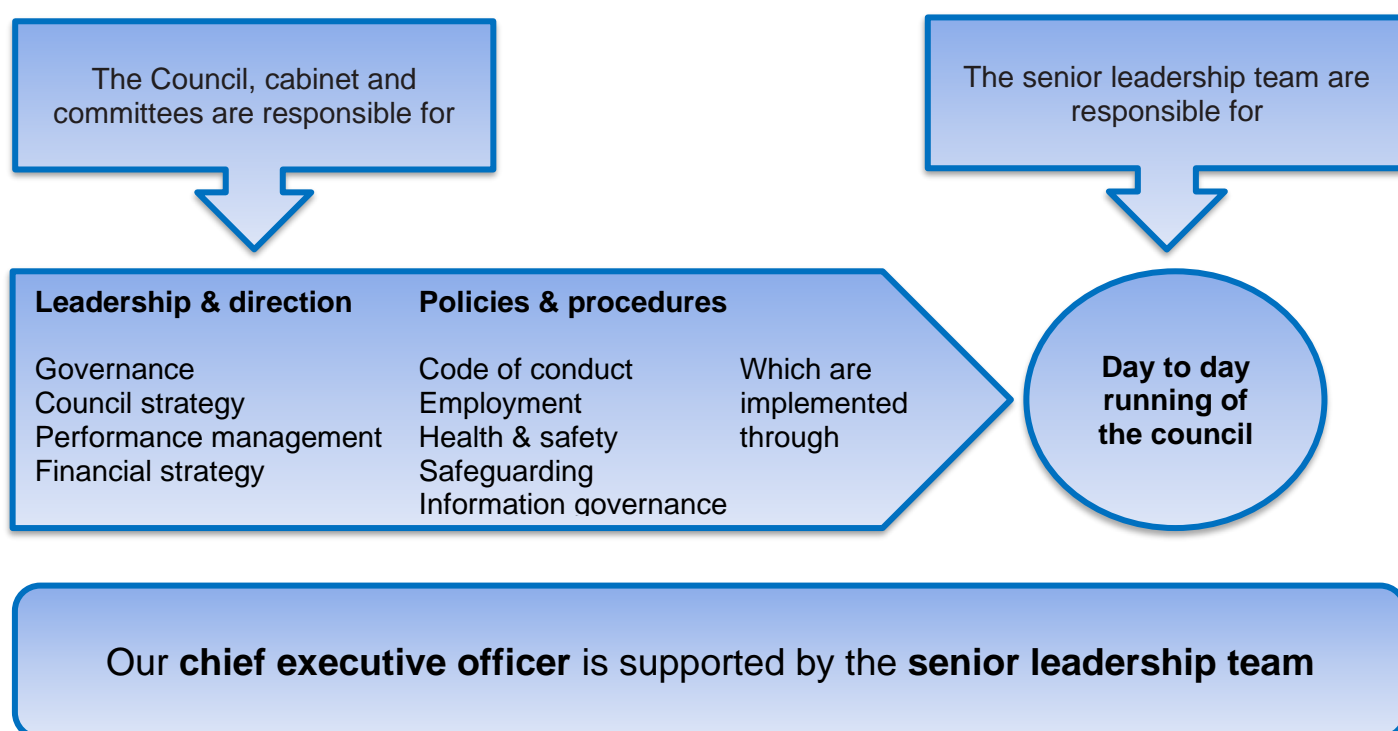 The Council, cabinet and
committees are responsible for
The senior leadership team are
responsible for
Leadership & direction
Governance
Council strategy
Performance management
Financial strategy
Policies & procedures
Code of conduct
Employment
Health & safety
Safeguarding
Information governance
Which are
implemented
through
Day to day
running of
the council
Our chief executive officer is supported by the senior leadership team